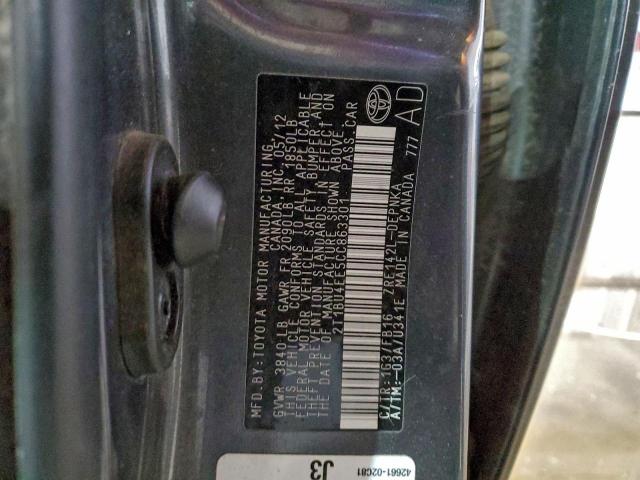 MFD.BY:TOYOTA MOTOR MANUFACTURING
CANADA,INC.05/12
GVWR 3840 LB GAWR FR 2090LB RR 1850LB
THIS VEHICLE CONFORMS TO ALL APPLICABLE
FEDERAL MOTOR VEHICLE SAFETY BUMPER,AND
THEFT PREVENTION STANDARDS IN EFFECT ON
THE DATE OF MANUFACTURE SHOWN ABOVE.
2T1BU4EE5CC863301 PASS.CAR
C/TR:1G3/FB16 ZRE142L-DEPNKA
A/TM:-03A/U341E MADE IN CANADA 777
AD
42661-02C81
J3